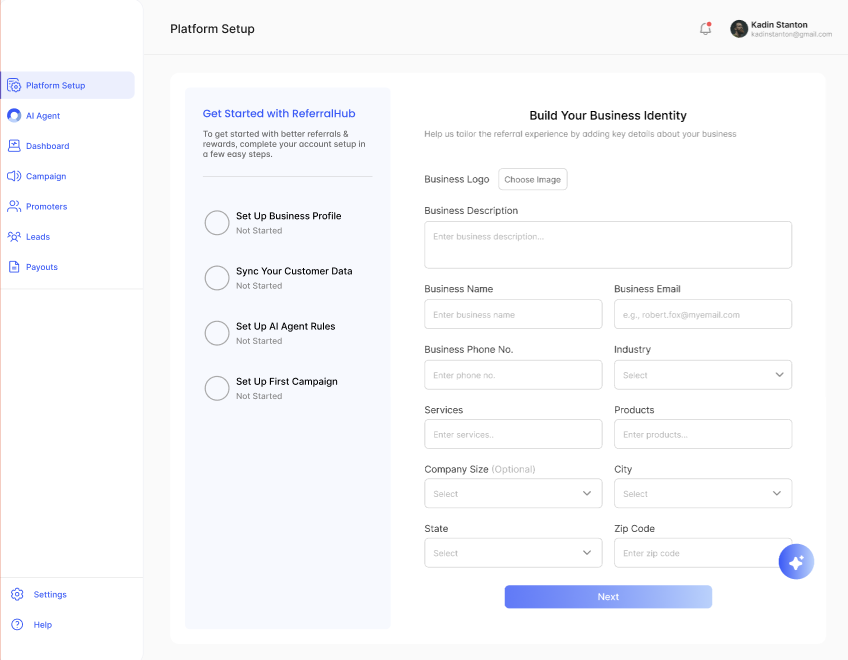 Platform Setup
Kadin Stanton
kadinstanton@gmail.com
Platform Setup
AI Agent
Dashboard
Campaign
Promoters
Leads
Payouts
Settings
Help
Get Started with ReferralHub
To get started with better referrals &
rewards, complete your account setup in
a few easy steps.
Set Up Business Profile
Not Started
Sync Your Customer Data
Not Started
Set Up AI Agent Rules
Not Started
Set Up First Campaign
Not Started
Build Your Business Identity
Help us tailor the referral experience by adding key details about your business
Business Logo
Choose Image
Business Description
Enter business description...
Business Name
Business Email
Enter business name
e.g., robert.fox@myemail.com
Business Phone No.
Industry
Enter phone no.
Select
Services
Products
Enter services..
Enter products...
Company Size (Optional)
City
Select
Select
State
Zip Code
Select
Enter zip code
Next